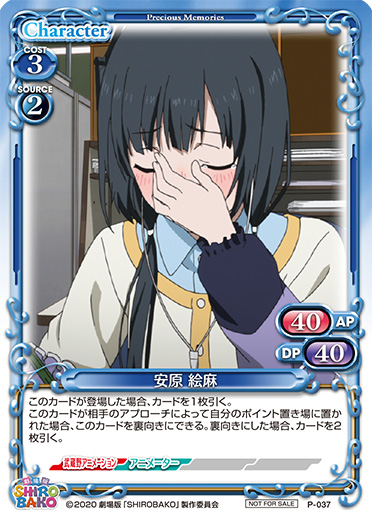 Precious Memories
Character
COST
3
SOURCE
2
40 AP
DP 40
安原 絵麻
このカードが登場した場合、カードを1枚引く。
このカードが相手のアプローチによって自分のポイント置き場に置か
れた場合、このカードを裏向きにできる。裏向きにした場合、カードを2
枚引く。
武蔵野アニメーション アニメーター
劇場版
SHIRO
BAKO
©2020 劇場版「SHIROBAKO」製作委員会 NOT FOR SALE P-037